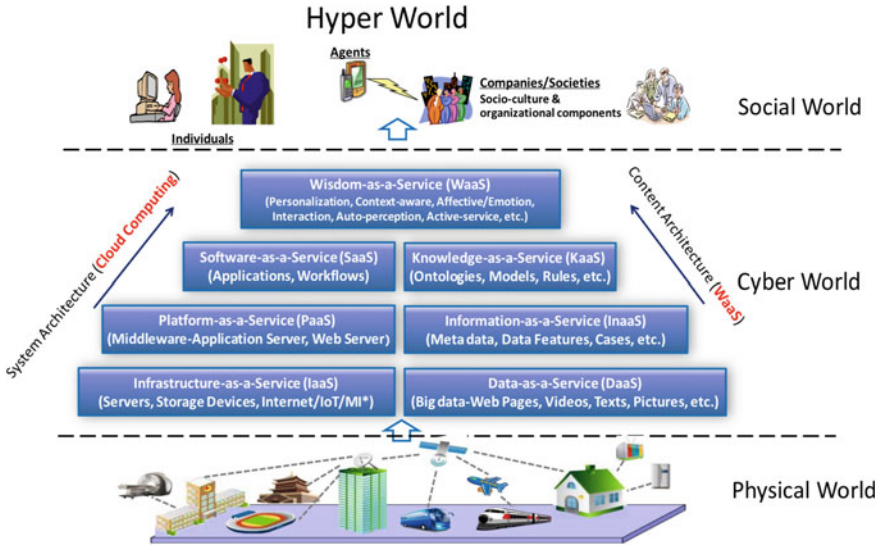 Hyper World
Agents
Companies/Societies
Socio-culture &
organizational components
Individuals
Social World
Wisdom-as-a-Service (WaaS)
(Personalization, Context-aware, Affective/Emotion,
Interaction, Auto-perception, Active-service, etc.)
System Architecture (Cloud Computing)
Content Architecture (WaaS)
Software-as-a-Service (SaaS)
(Applications, Workflows)
Knowledge-as-a-Service (KaaS)
(Ontologies, Models, Rules, etc.)
Cyber World
Platform-as-a-Service (PaaS)
(Middleware-Application Server, Web Server)
Information-as-a-Service (InaaS)
(Meta data, Data Features, Cases, etc.)
Infrastructure-as-a-Service (IaaS)
(Servers, Storage Devices, Internet/IoT/MI*)
Data-as-a-Service (DaaS)
(Big data-Web Pages, Videos, Texts, Pictures, etc.)
Physical World